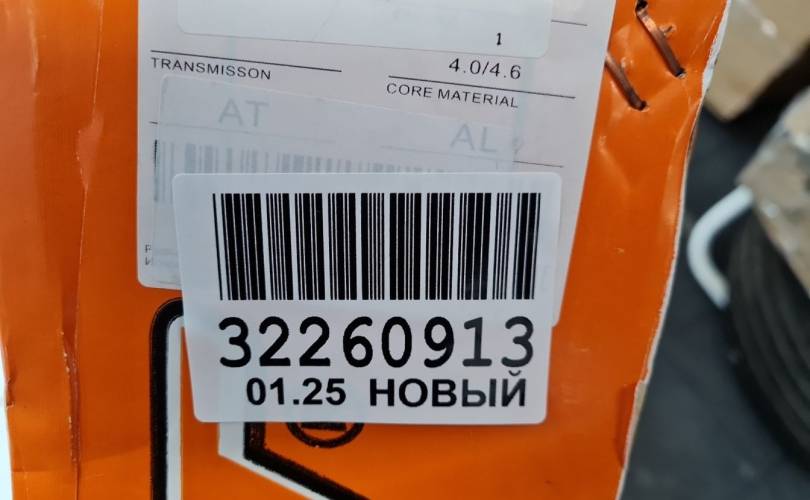 1
4.0/4.6
TRANSMISSON
CORE MATERIAL
AT
AL
32260913
01.25 НОВЫЙ